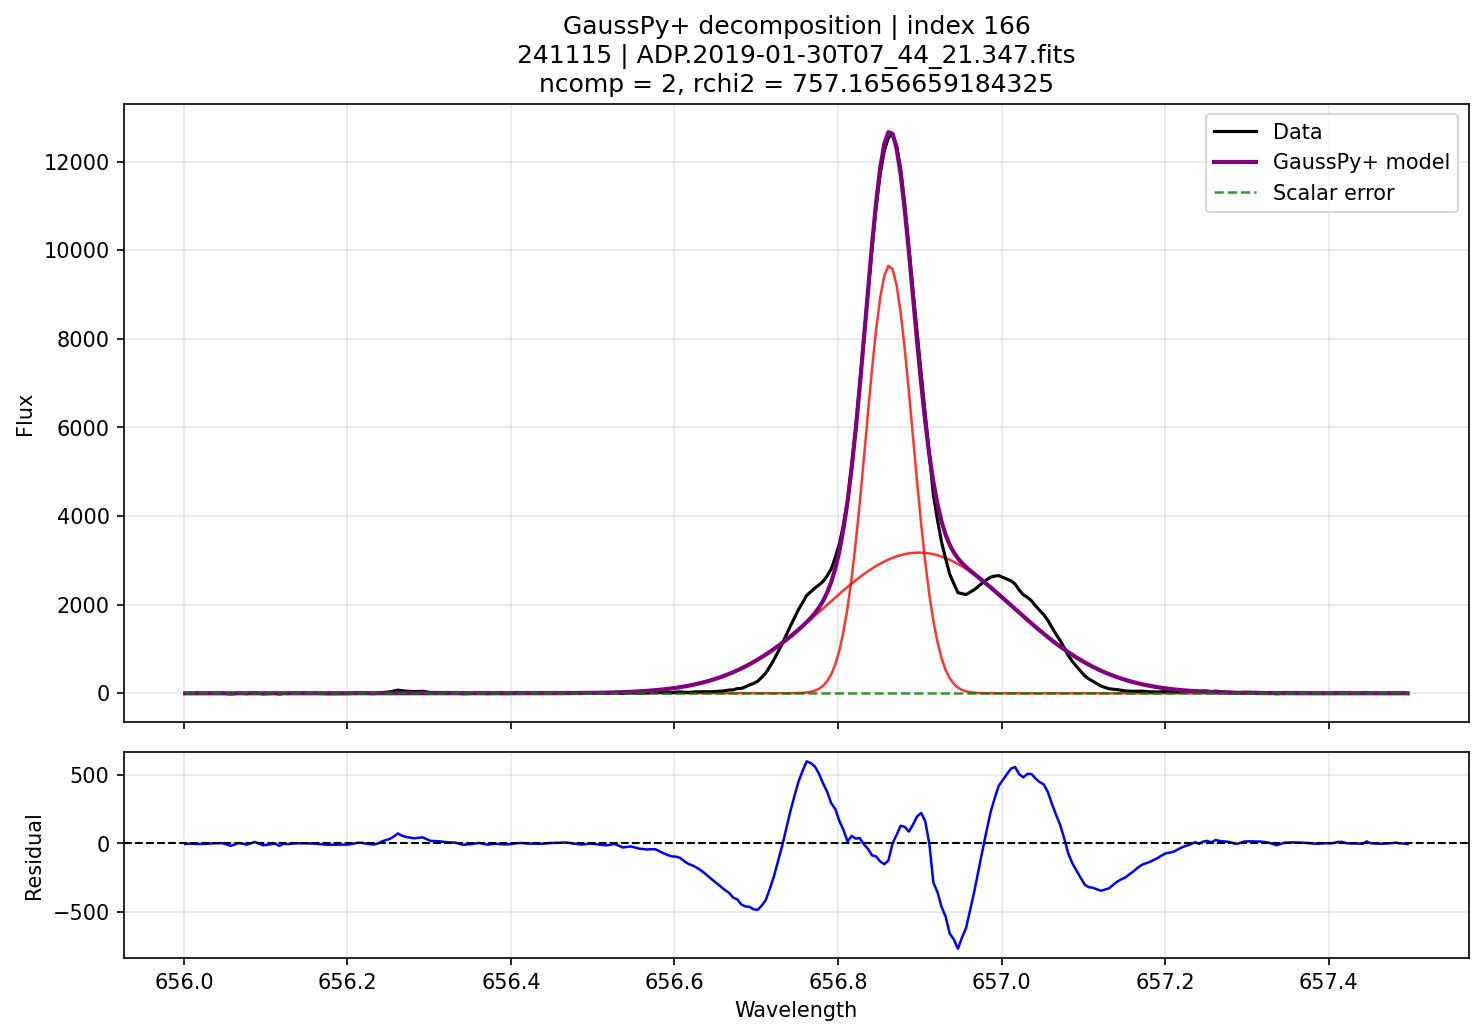 GaussPy+ decomposition | index 166
241115 | ADP.2019-01-30T07_44_21.347.fits
ncomp = 2, rchi2 = 757.1656659184325
Data
GaussPy+ model
Scalar error
12000
10000
8000
6000
4000
2000
0
Flux
500
0
−500
Residual
656.0 656.2 656.4 656.6 656.8 657.0 657.2 657.4
Wavelength